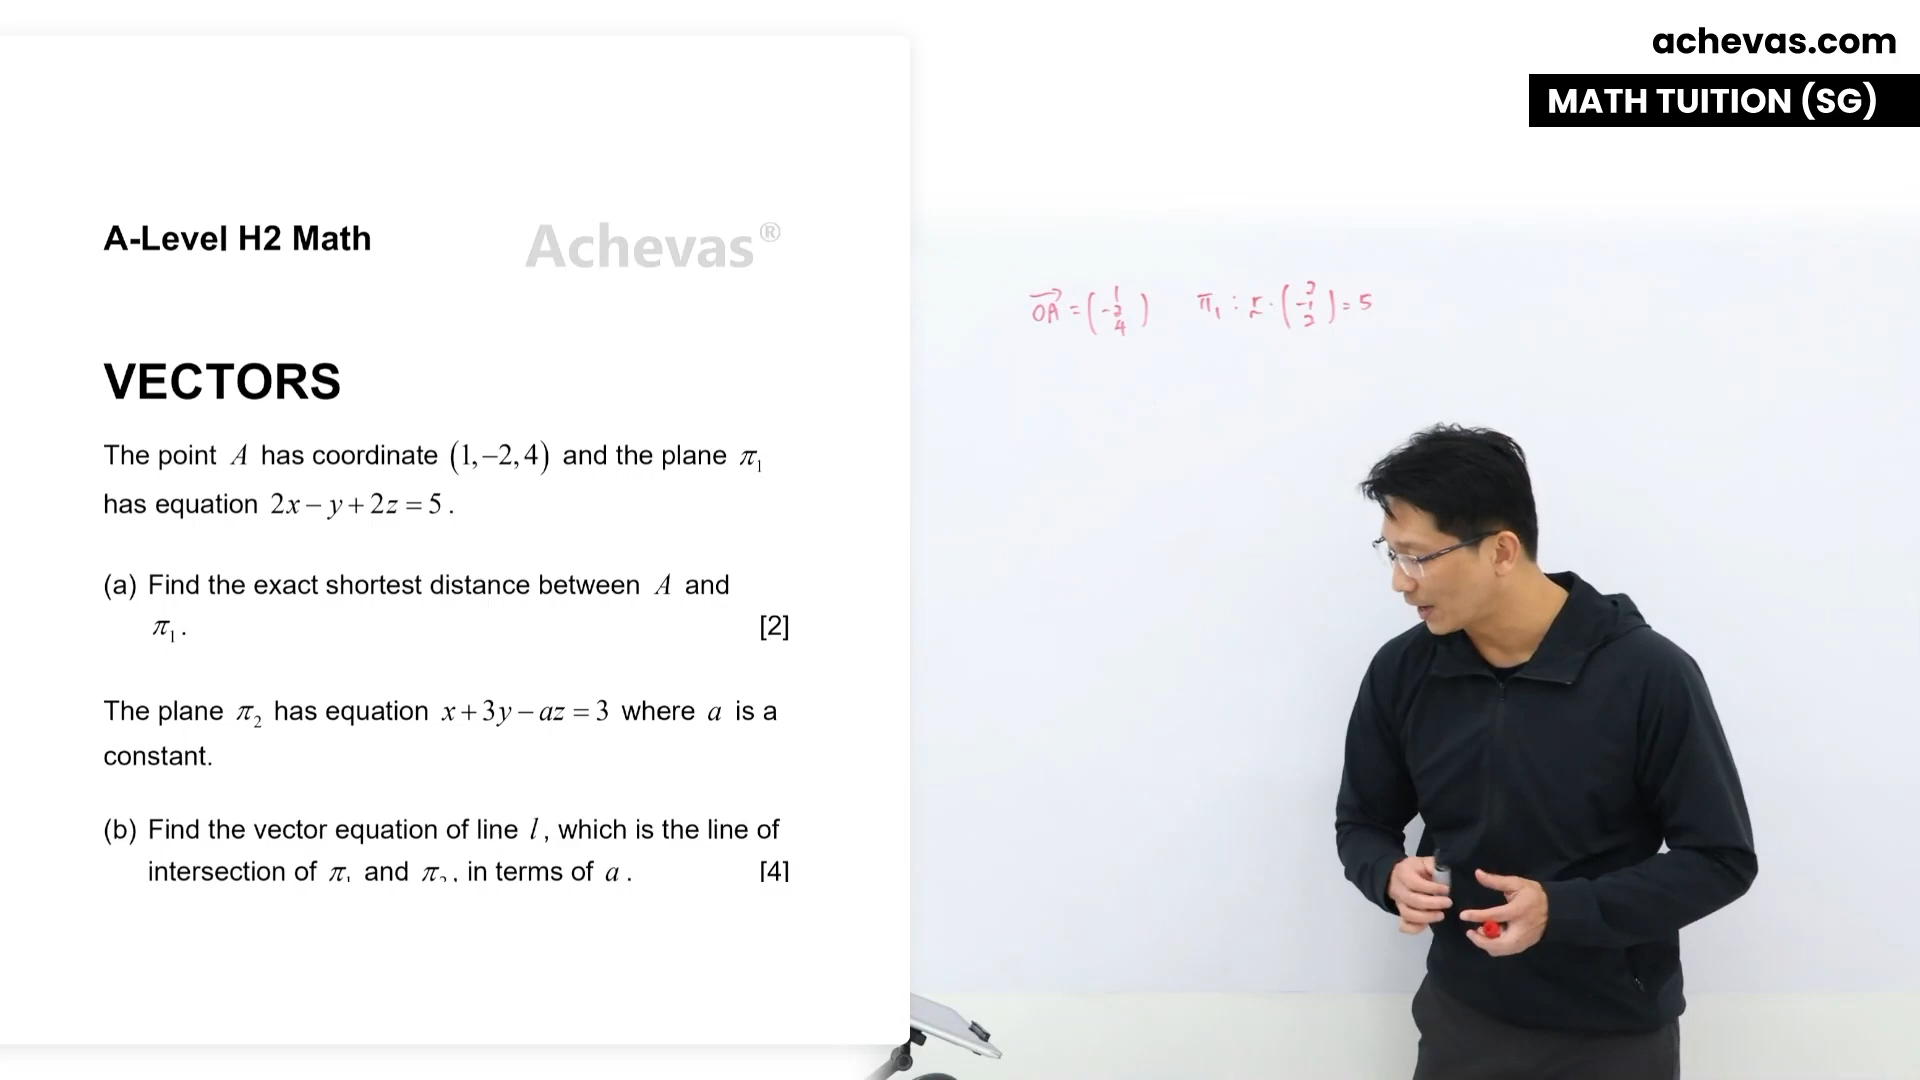 achevas.com
MATH TUITION (SG)
A-Level H2 Math
Achevas®
VECTORS
The point A has coordinate (1,−2,4) and the plane π₁
has equation 2x − y + 2z = 5.
(a) Find the exact shortest distance between A and
π₁. [2]
The plane π₂ has equation x + 3y − az = 3 where a is a
constant.
(b) Find the vector equation of line l, which is the line of
intersection of π₁ and π₂, in terms of a. [4]
OA = (1 -2 4) π₁ : r · (2 -1 2) = 5